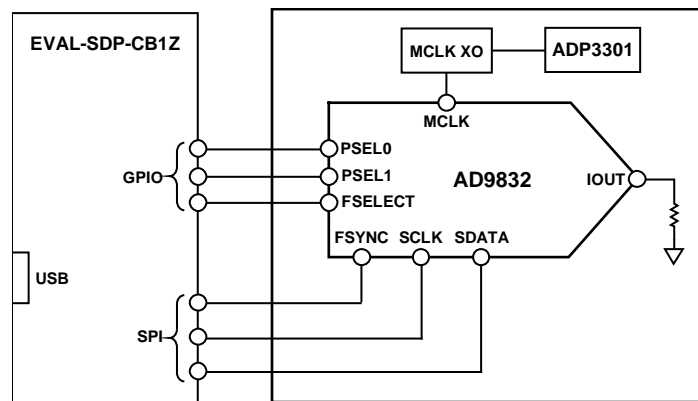 EVAL-SDP-CB1Z
MCLK XO
ADP3301
MCLK
PSEL0
GPIO
PSEL1
AD9832
IOUT
FSELECT
FSYNC
SCLK
SDATA
USB
SPI